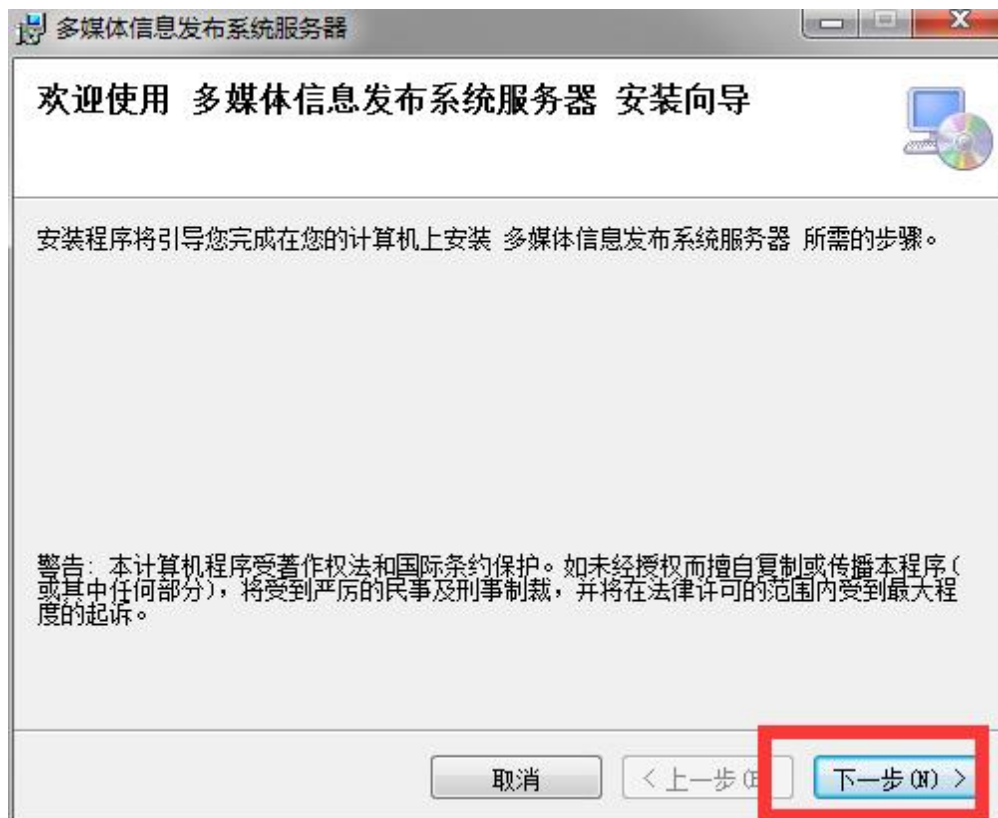 多媒体信息发布系统服务器
欢迎使用 多媒体信息发布系统服务器 安装向导
安装程序将引导您完成在您的计算机上安装 多媒体信息发布系统服务器 所需的步骤。
警告: 本计算机程序受著作权法和国际条约保护。如未经授权而擅自复制或传播本程序(
或其中任何部分), 将受到严厉的民事及刑事制裁, 并将在法律许可的范围内受到最大程
度的起诉。
取消 <上一步 下一步(N) >